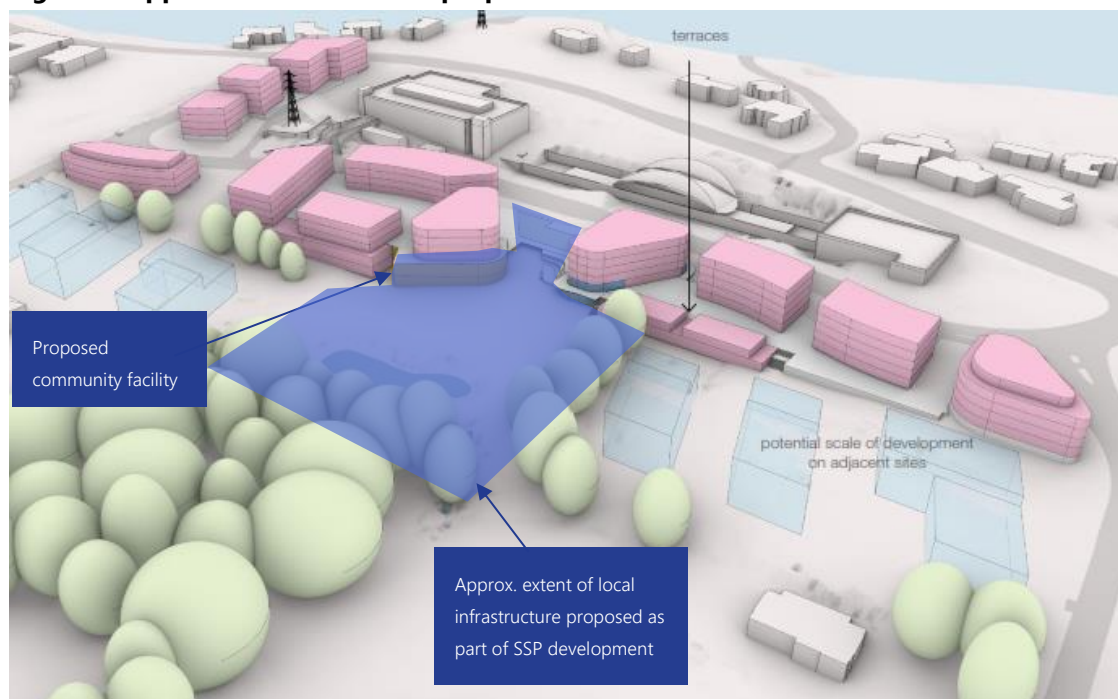 terraces
Proposed
community facility
potential scale of development
on adjacent sites
Approx. extent of local
infrastructure proposed as
part of SSP development